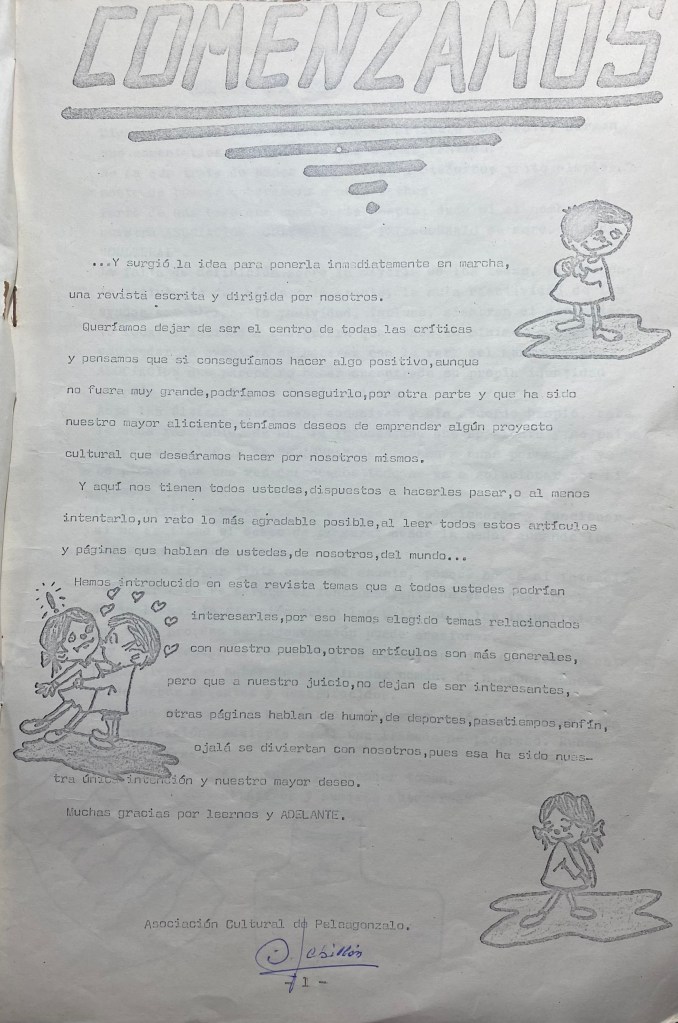 COMENZAMOS
...Y surgió la idea para ponerla inmediatamente en marcha,
una revista escrita y dirigida por nosotros.
Queríamos dejar de ser el centro de todas las críticas
y pensamos que si conseguíamos hacer algo positivo,aunque
no fuera muy grande,podríamos conseguirlo,por otra parte y que ha sido
nuestro mayor aliciente,teníamos deseos de emprender algún proyecto
cultural que deseáramos hacer por nosotros mismos.
Y aquí nos tienen todos ustedes,dispuestos a hacerles pasar,o al menos
intentarlo,un rato lo más agradable posible,al leer todos estos artículos
y páginas que hablan de ustedes,de nosotros,del mundo...
Hemos introducido en esta revista temas que a todos ustedes podrían
interesarles,por eso hemos elegido temas relacionados
con nuestro pueblo,otros artículos son más generales,
pero que a nuestro juicio,no dejan de ser interesantes,
otras páginas hablan de humor,de deportes,pasatiempos,enfín,
ojalá se diviertan con nosotros,pues esa ha sido nues-
tra única intención y nuestro mayor deseo.
Muchas gracias por leernos y ADELANTE.
Asociación Cultural de Peleagonzalo.
- 1 -